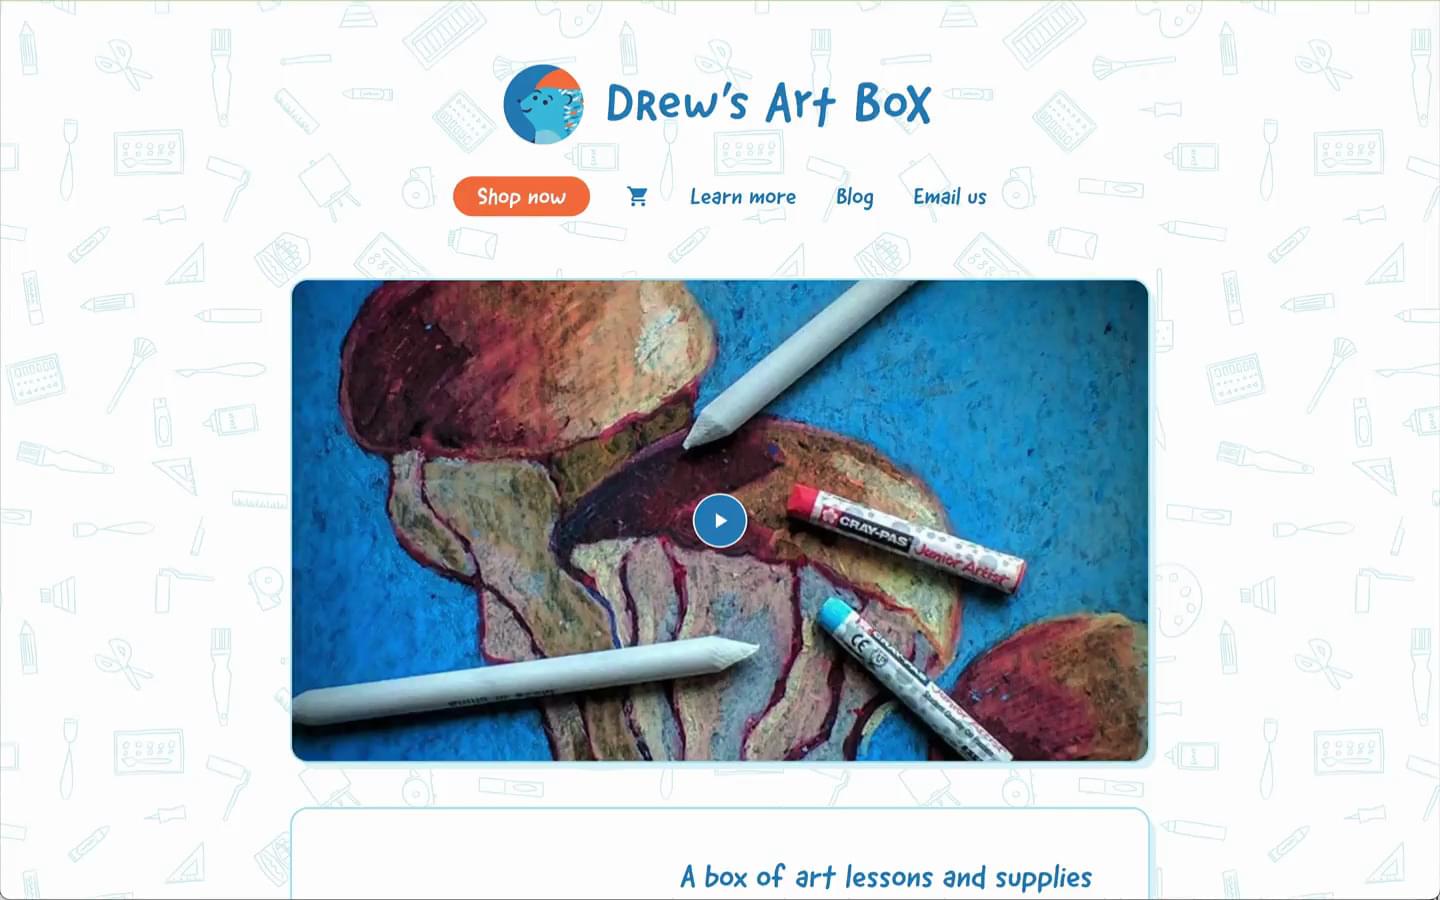 Drew's Art Box
Shop now
Learn more
Blog
Email us
CRAY-PAS
Junior Artist
CE
A box of art lessons and supplies